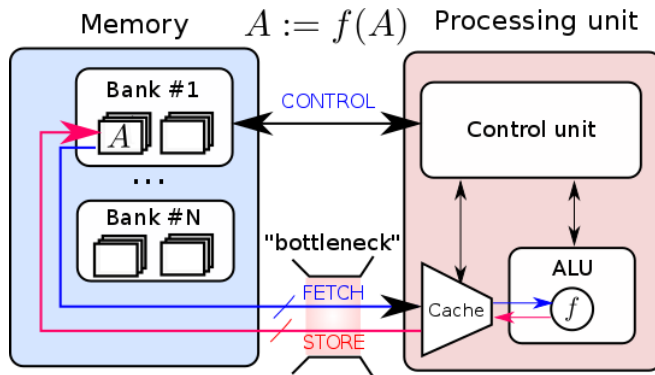 Memory
A := f(A)
Processing unit
Bank #1
A
...
Bank #N
CONTROL
Control unit
"bottleneck"
FETCH
STORE
Cache
ALU
f